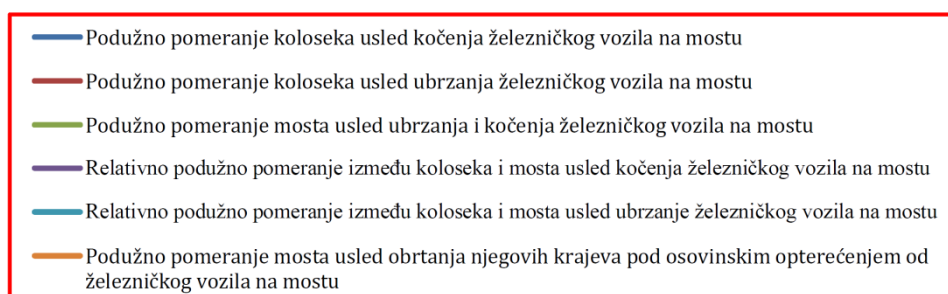 Podužno pomeranje koloseka usled kočenja železničkog vozila na mostu
Podužno pomeranje koloseka usled ubrzanja železničkog vozila na mostu
Podužno pomeranje mosta usled ubrzanja i kočenja železničkog vozila na mostu
Relativno podužno pomeranje između koloseka i mosta usled kočenja železničkog vozila na mostu
Relativno podužno pomeranje između koloseka i mosta usled ubrzanje železničkog vozila na mostu
Podužno pomeranje mosta usled obrtanja njegovih krajeva pod osovinskim opterećenjem od
železničkog vozila na mostu